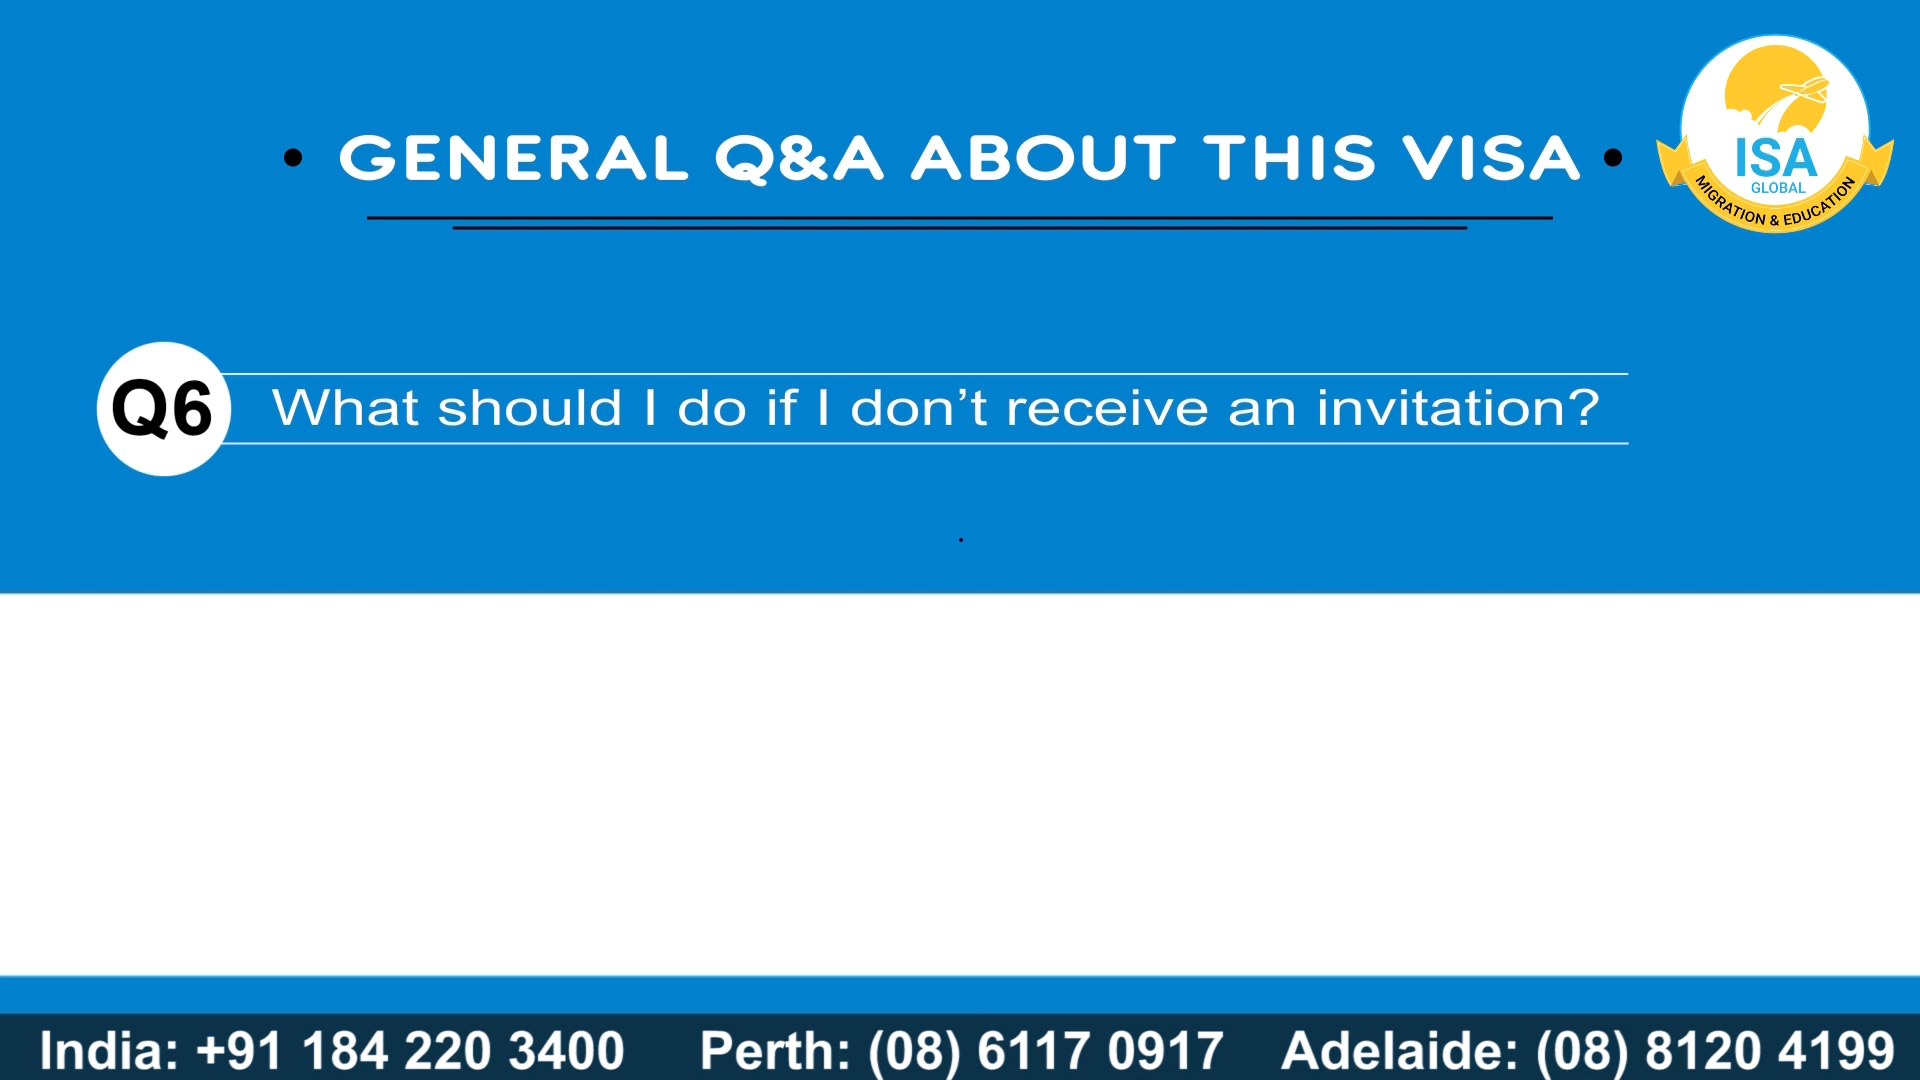 • GENERAL Q&A ABOUT THIS VISA •
ISA
GLOBAL
MIGRATION & EDUCATION
Q6 What should I do if I don’t receive an invitation?
.
India: +91 184 220 3400 Perth: (08) 6117 0917 Adelaide: (08) 8120 4199